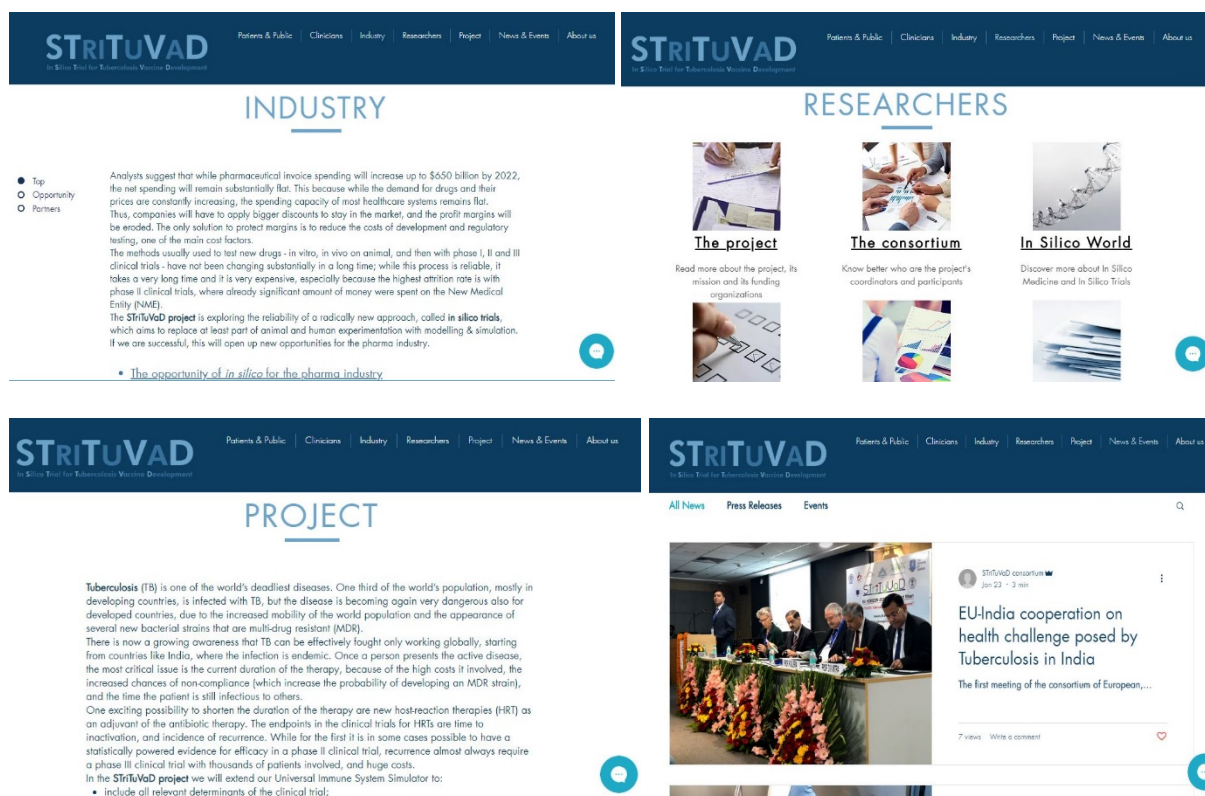 STRITUVAD
In Silico Trial for Tuberculosis Vaccine Development
Patients & Public
Clinicians
Industry
Researchers
Project
News & Events
About us
INDUSTRY
Top
Opportunity
Partners
Analysts suggest that while pharmaceutical invoice spending will increase up to $650 billion by 2022,
the net spending will remain substantially flat. This because while the demand for drugs and their
prices are constantly increasing, the spending capacity of most healthcare systems remains flat.
Thus, companies will have to apply bigger discounts to stay in the market, and the profit margins will
be eroded. The only solution to protect margins is to reduce the costs of development and regulatory
testing, one of the main cost factors.
The methods usually used to test new drugs - in vitro, in vivo on animal, and then with phase I, II and III
clinical trials - have not been changing substantially in a long time; while this process is reliable, it
takes a very long time and it is very expensive, especially because the highest attrition rate is with
phase II clinical trials, where already significant amount of money were spent on the New Medical
Entity (NME).
The STriTuVaD project is exploring the reliability of a radically new approach, called in silico trials,
which aims to replace at least part of animal and human experimentation with modelling & simulation.
If we are successful, this will open up new opportunities for the pharma industry.
• The opportunity of in silico for the pharma industry
STRITUVAD
In Silico Trial for Tuberculosis Vaccine Development
Patients & Public
Clinicians
Industry
Researchers
Project
News & Events
About us
RESEARCHERS
The project
Read more about the project, its
mission and its funding
organizations
The consortium
Know better who are the project's
coordinators and participants
In Silico World
Discover more about In Silico
Medicine and In Silico Trials
STRITUVAD
In Silico Trial for Tuberculosis Vaccine Development
Patients & Public
Clinicians
Industry
Researchers
Project
News & Events
About us
PROJECT
Tuberculosis (TB) is one of the world's deadliest diseases. One third of the world's population, mostly in
developing countries, is infected with TB, but the disease is becoming again very dangerous also for
developed countries, due to the increased mobility of the world population and the appearance of
several new bacterial strains that are multi-drug resistant (MDR).
There is now a growing awareness that TB can be effectively fought only working globally, starting
from countries like India, where the infection is endemic. Once a person presents the active disease,
the most critical issue is the current duration of the therapy, because of the high costs it involved, the
increased chances of non-compliance (which increase the probability of developing an MDR strain),
and the time the patient is still infectious to others.
One exciting possibility to shorten the duration of the therapy are new host-reaction therapies (HRT) as
an adjuvant of the antibiotic therapy. The endpoints in the clinical trials for HRTs are time to
inactivation, and incidence of recurrence. While for the first it is in some cases possible to have a
statistically powered evidence for efficacy in a phase II clinical trial, recurrence almost always require
a phase III clinical trial with thousands of patients involved, and huge costs.
In the STriTuVaD project we will extend our Universal Immune System Simulator to:
• include all relevant determinants of the clinical trial;
STRITUVAD
In Silico Trial for Tuberculosis Vaccine Development
Patients & Public
Clinicians
Industry
Researchers
Project
News & Events
About us
All News
Press Releases
Events
STRITUVAD
STriTuVaD consortium
Jan 23 · 3 min
EU-India cooperation on
health challenge posed by
Tuberculosis in India
The first meeting of the consortium of European,...
7 views
Write a comment